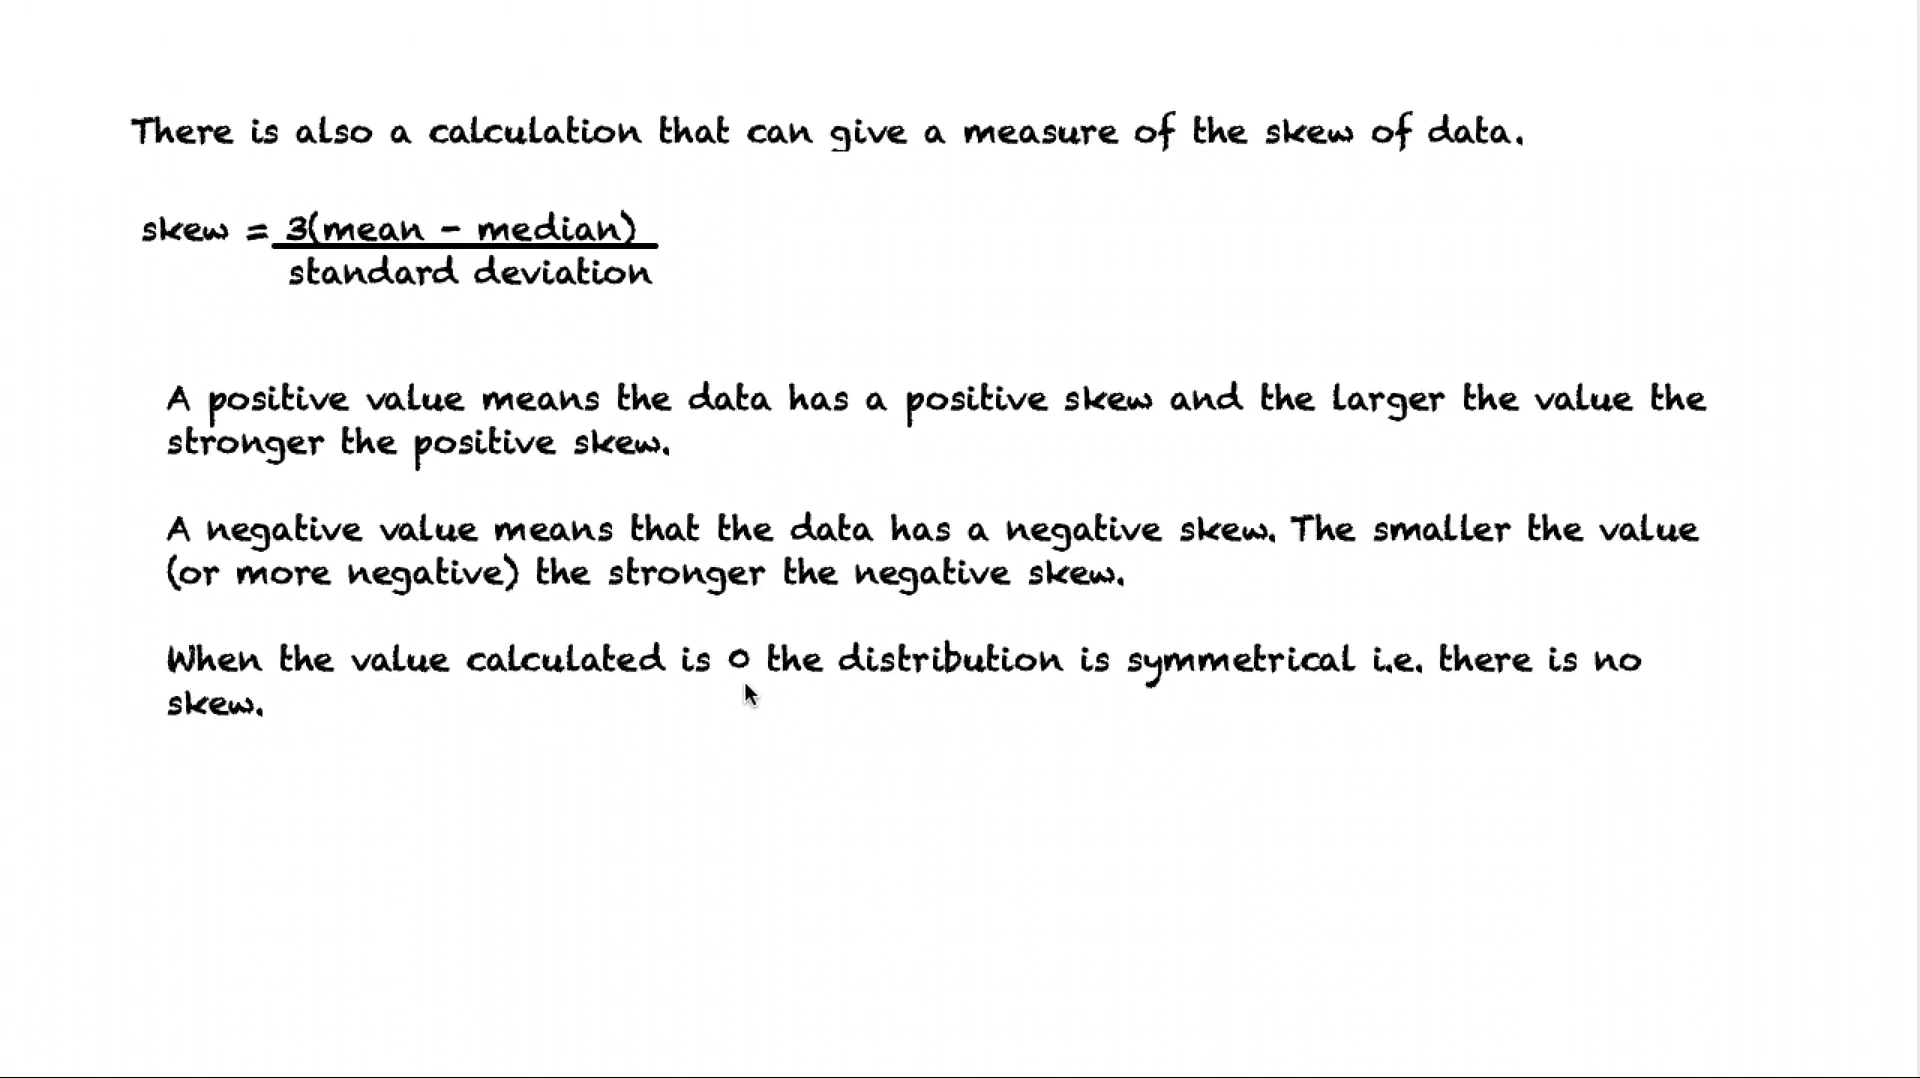 There is also a calculation that can give a measure of the skew of data.
skew = 3(mean - median)
standard deviation
A positive value means the data has a positive skew and the larger the value the
stronger the positive skew.
A negative value means that the data has a negative skew. The smaller the value
(or more negative) the stronger the negative skew.
When the value calculated is 0 the distribution is symmetrical i.e. there is no
skew.